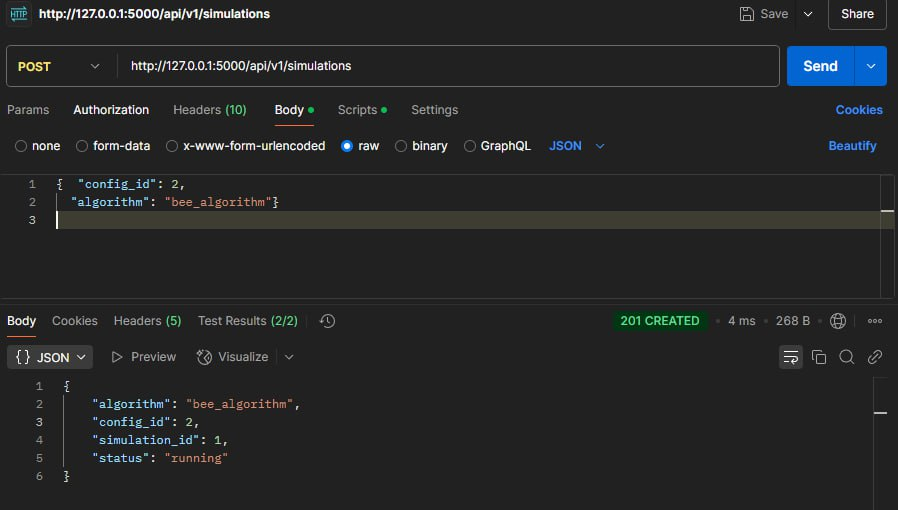 HTTP http://127.0.0.1:5000/api/v1/simulations Save Share
POST http://127.0.0.1:5000/api/v1/simulations Send
Params Authorization Headers (10) Body Scripts Settings Cookies
none form-data x-www-form-urlencoded raw binary GraphQL JSON Beautify
1 { "config_id": 2,
2 "algorithm": "bee_algorithm"}
3
Body Cookies Headers (5) Test Results (2/2) 201 CREATED • 4 ms • 268 B •
{} JSON Preview Visualize
1 {
2 "algorithm": "bee_algorithm",
3 "config_id": 2,
4 "simulation_id": 1,
5 "status": "running"
6 }